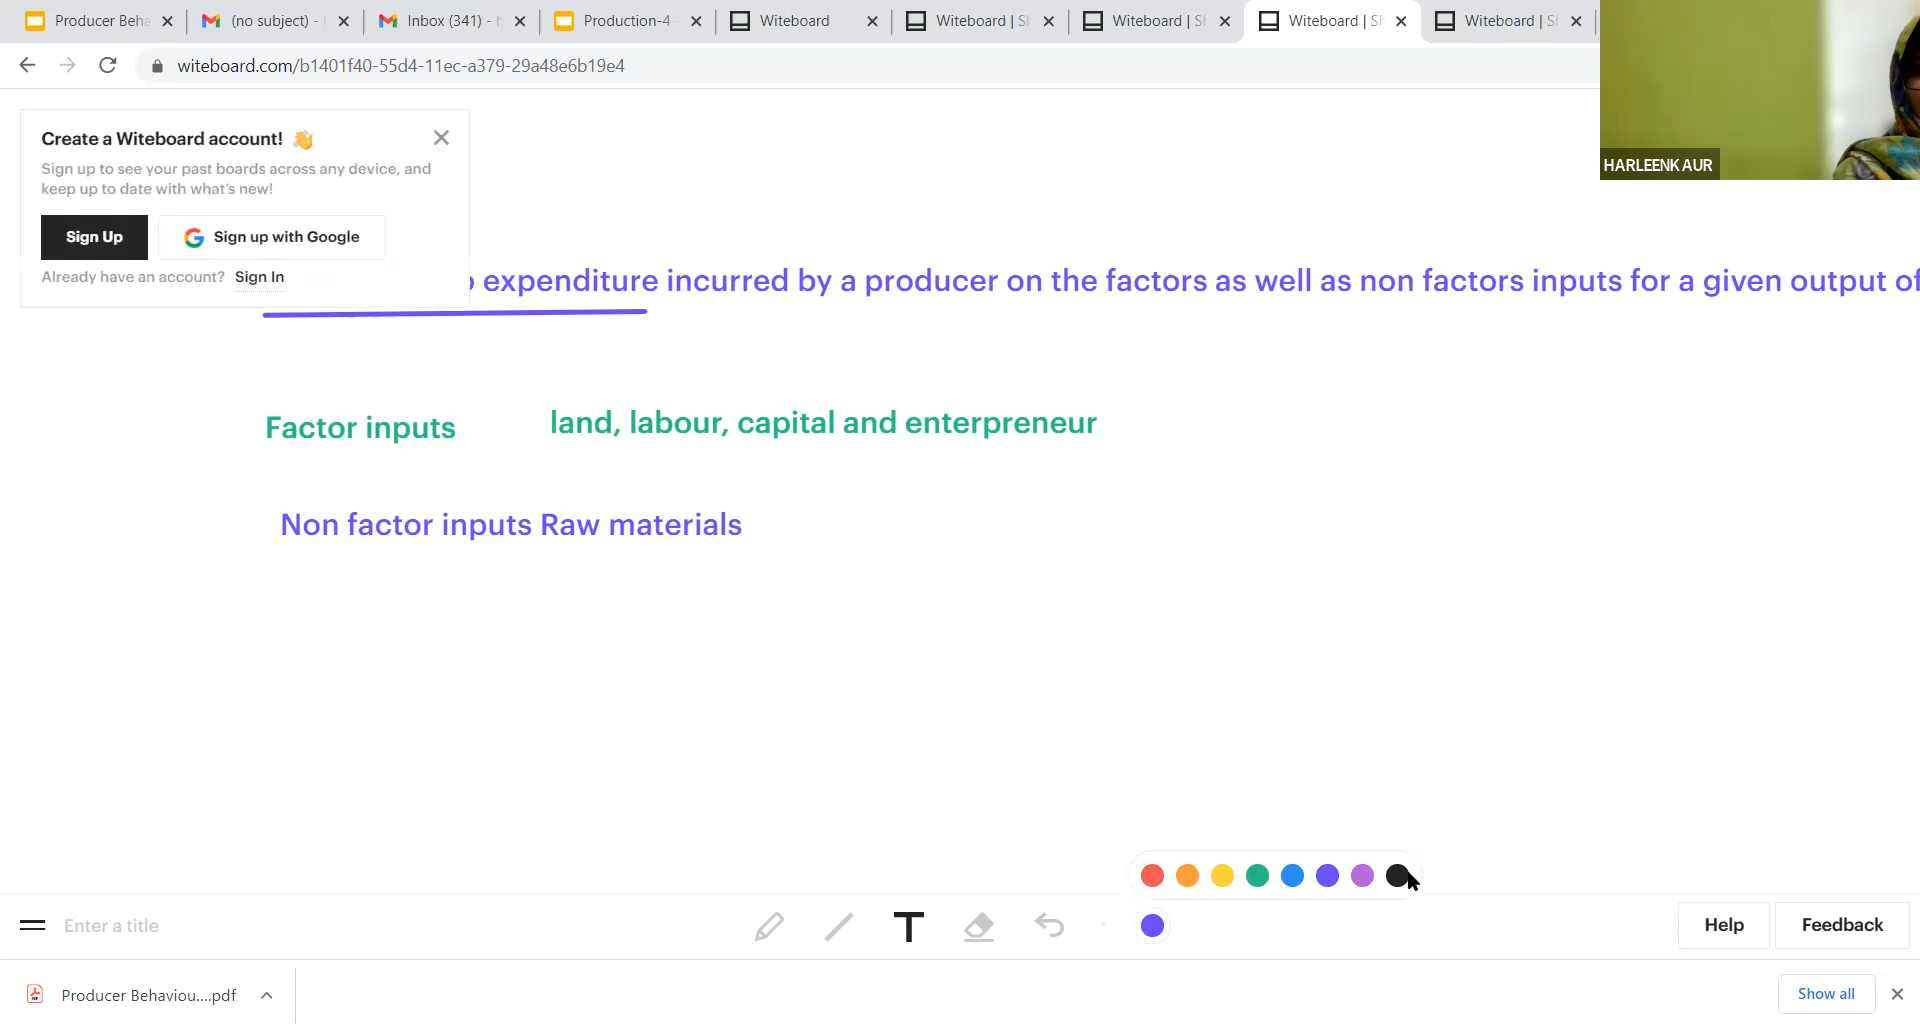 Producer Beha
(no subject) -
Inbox (341) -
Production-4
Witeboard
Witeboard |
Witeboard |
Witeboard |
Witeboard |
witeboard.com/b1401f40-55d4-11ec-a379-29a48e6b19e4
HARLEENKAUR
Create a Witeboard account! 👋
Sign up to see your past boards across any device, and
keep up to date with what's new!
Sign Up
Sign up with Google
Already have an account? Sign In
expenditure incurred by a producer on the factors as well as non factors inputs for a given output of
Factor inputs
land, labour, capital and enterpreneur
Non factor inputs Raw materials
Enter a title
T
Help
Feedback
Producer Behaviou....pdf
Show all